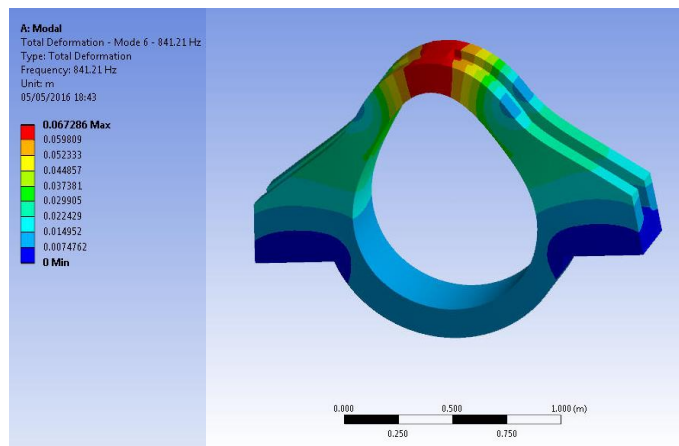 A: Modal
Total Deformation - Mode 6 - 841.21 Hz
Type: Total Deformation
Frequency: 841.21 Hz
Unit: m
05/05/2016 18:43
0.067286 Max
0.059809
0.052333
0.044857
0.037381
0.029905
0.022429
0.014952
0.0074762
0 Min
0.000 0.500 1.000 (m)
0.250 0.750